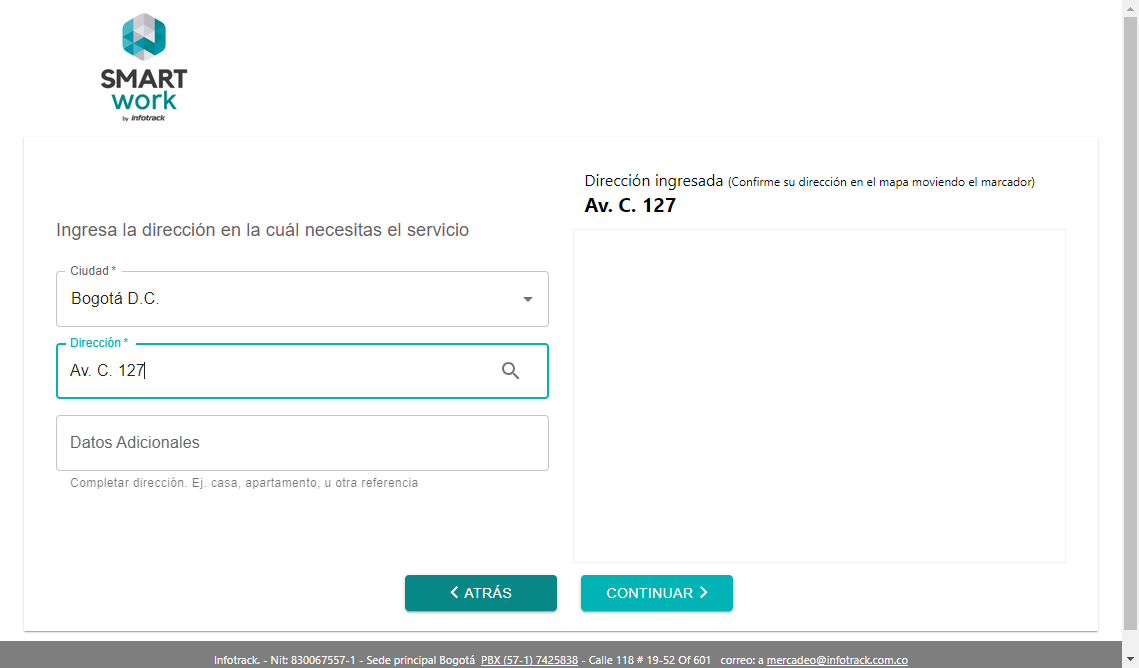 SMART
work
by infotrack
Dirección ingresada (Confirme su dirección en el mapa moviendo el marcador)
Av. C. 127
Ingresa la dirección en la cuál necesitas el servicio
Ciudad *
Bogotá D.C.
Dirección *
Av. C. 127
Datos Adicionales
Completar dirección. Ej. casa, apartamento, u otra referencia
ATRÁS
CONTINUAR
Infotrack. - Nit: 830067557-1 - Sede principal Bogotá PBX (57-1) 7425838 - Calle 118 # 19-52 Of 601 correo: a mercadeo@infotrack.com.co